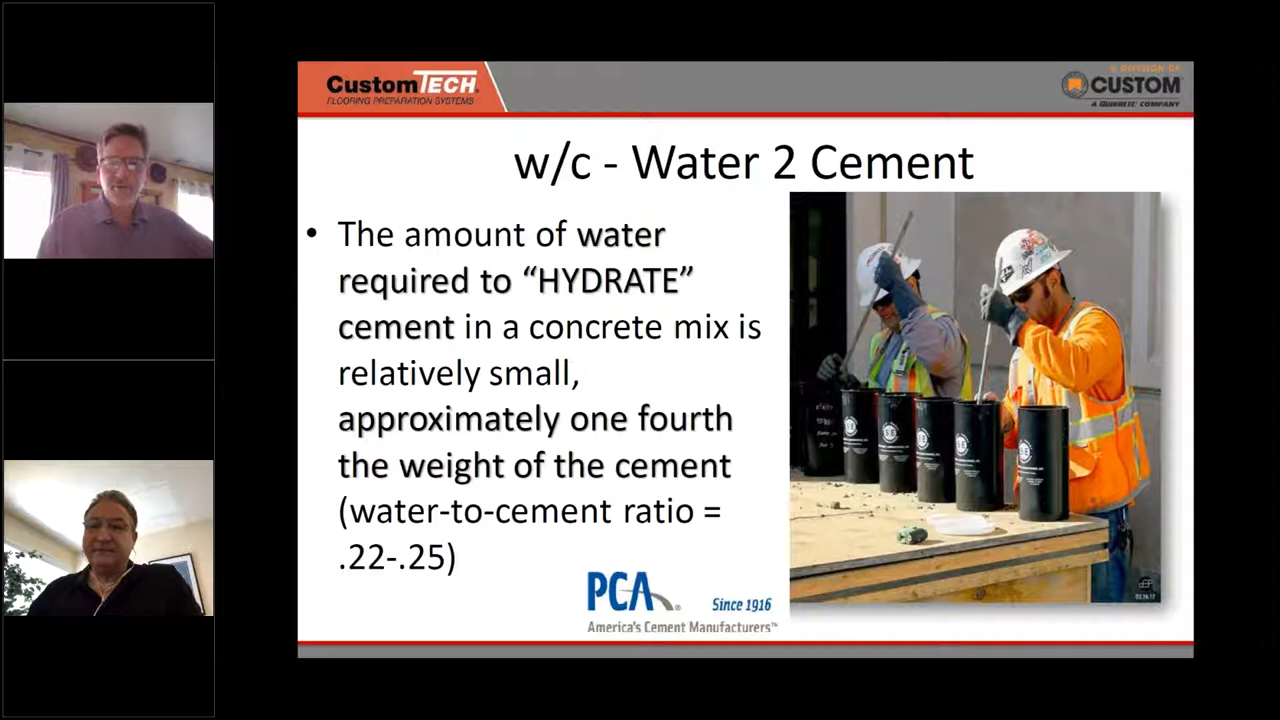 CustomTECH®
FLOORING PREPARATION SYSTEMS
A DIVISION OF
CUSTOM
A QUIKRETE COMPANY
w/c - Water 2 Cement
• The amount of water
required to “HYDRATE”
cement in a concrete mix is
relatively small,
approximately one fourth
the weight of the cement
(water-to-cement ratio =
.22-.25)
PCA®
Since 1916
America's Cement Manufacturers™